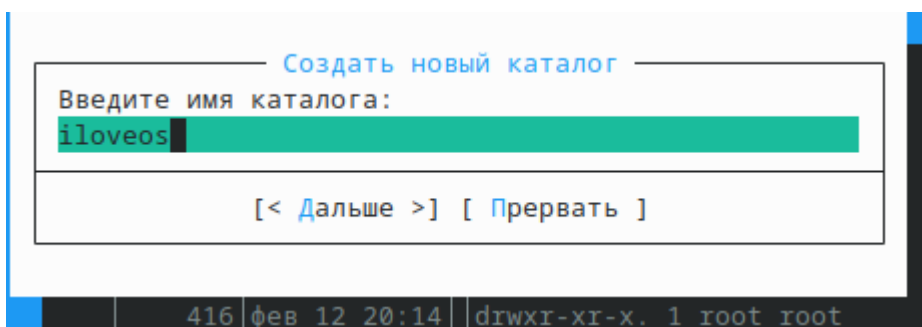 Создать новый каталог
Введите имя каталога:
iloveos
[< Дальше >] [ Прервать ]
416 фев 12 20:14 drwxr-xr-x. 1 root root